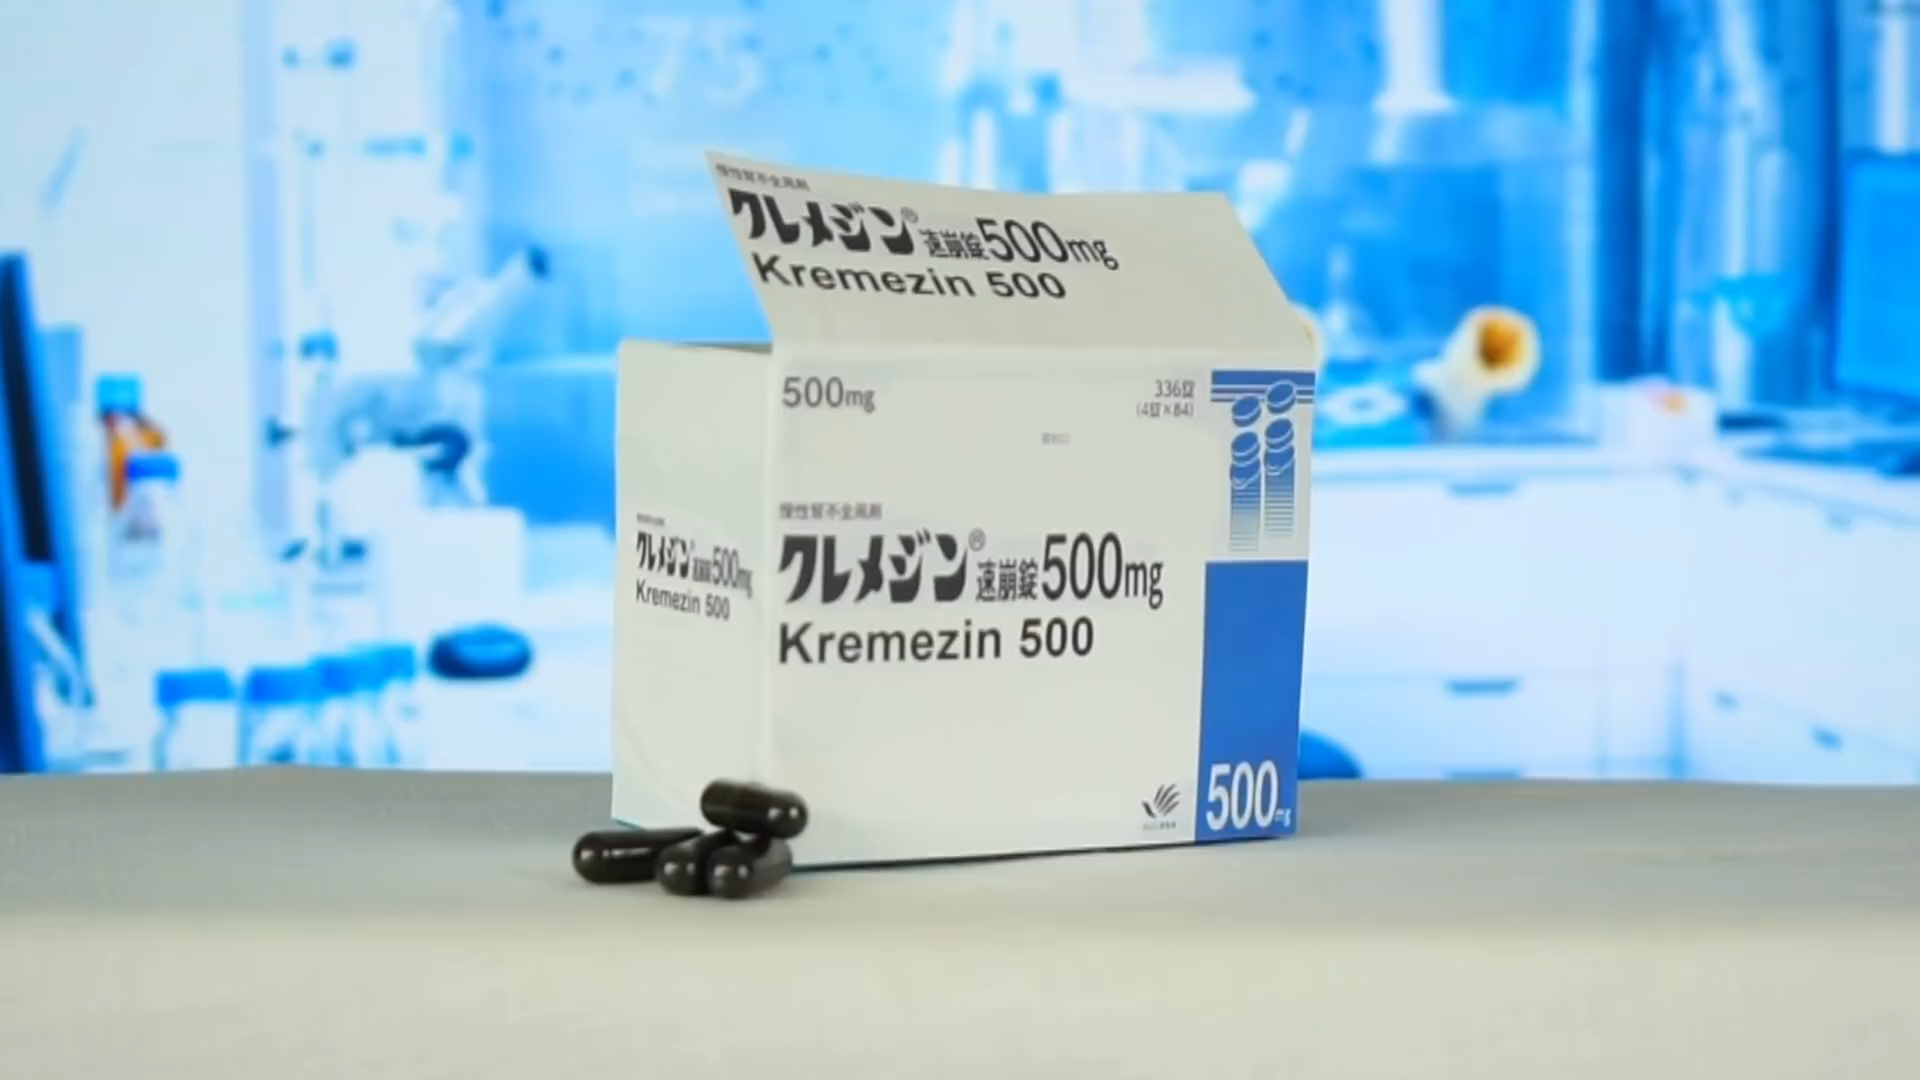 慢性腎不全用剤
クレメジン® 速崩錠500mg
Kremezin 500
500mg
336錠
(4錠×84)
慢性腎不全用剤
クレメジン® 速崩錠500mg
Kremezin 500
クレメジン 速崩錠500mg
Kremezin 500
500mg